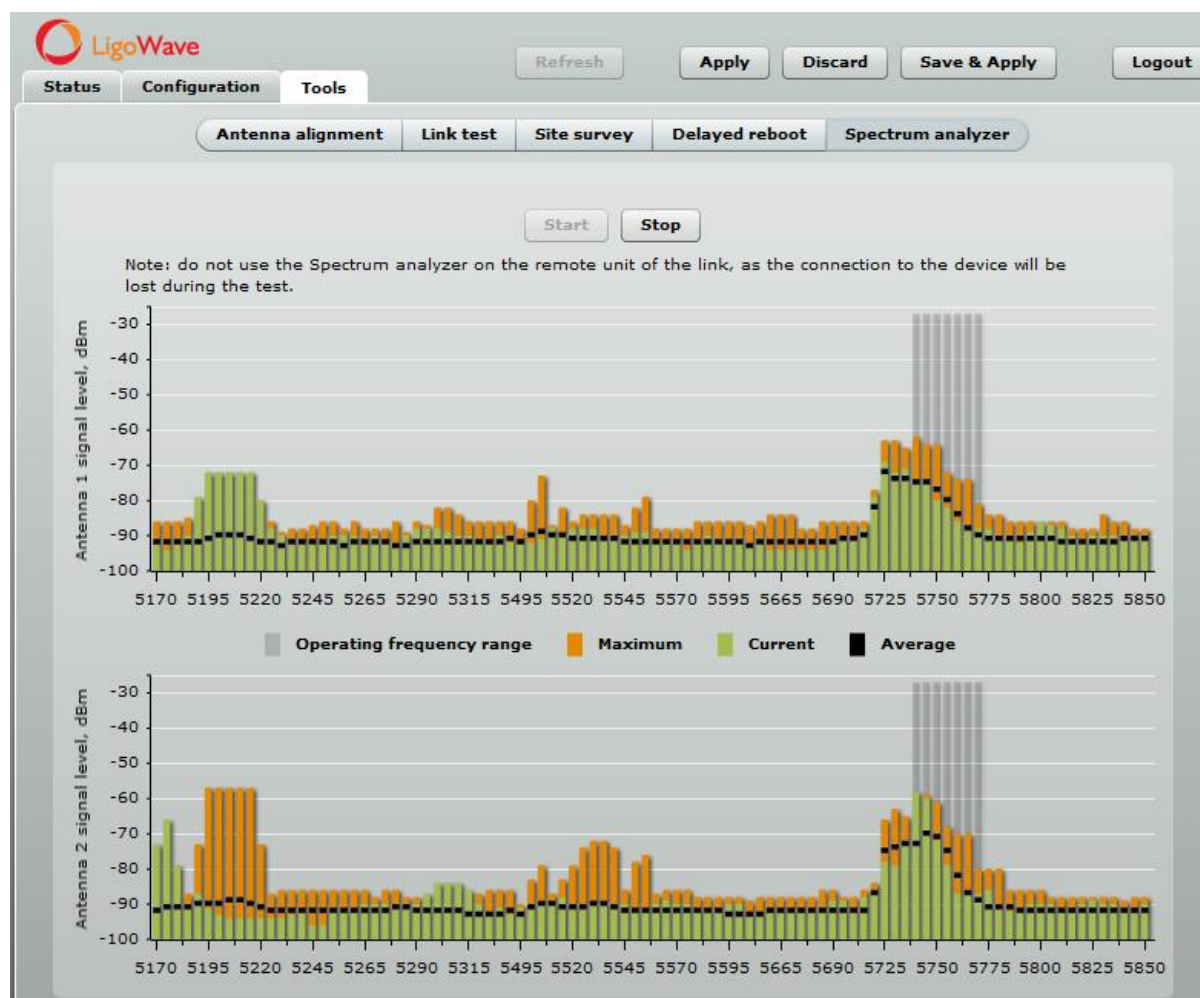 LigoWave
Refresh Apply Discard Save & Apply Logout
Status Configuration Tools
Antenna alignment Link test Site survey Delayed reboot Spectrum analyzer
Start Stop
Note: do not use the Spectrum analyzer on the remote unit of the link, as the connection to the device will be
lost during the test.
Antenna 1 signal level, dBm
-30
-40
-50
-60
-70
-80
-90
-100
5170 5195 5220 5245 5265 5290 5315 5495 5520 5545 5570 5595 5665 5690 5725 5750 5775 5800 5825 5850
Operating frequency range Maximum Current Average
Antenna 2 signal level, dBm
-30
-40
-50
-60
-70
-80
-90
-100
5170 5195 5220 5245 5265 5290 5315 5495 5520 5545 5570 5595 5665 5690 5725 5750 5775 5800 5825 5850